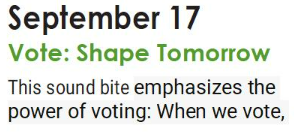 September 17
Vote: Shape Tomorrow
This sound bite emphasizes the
power of voting: When we vote,